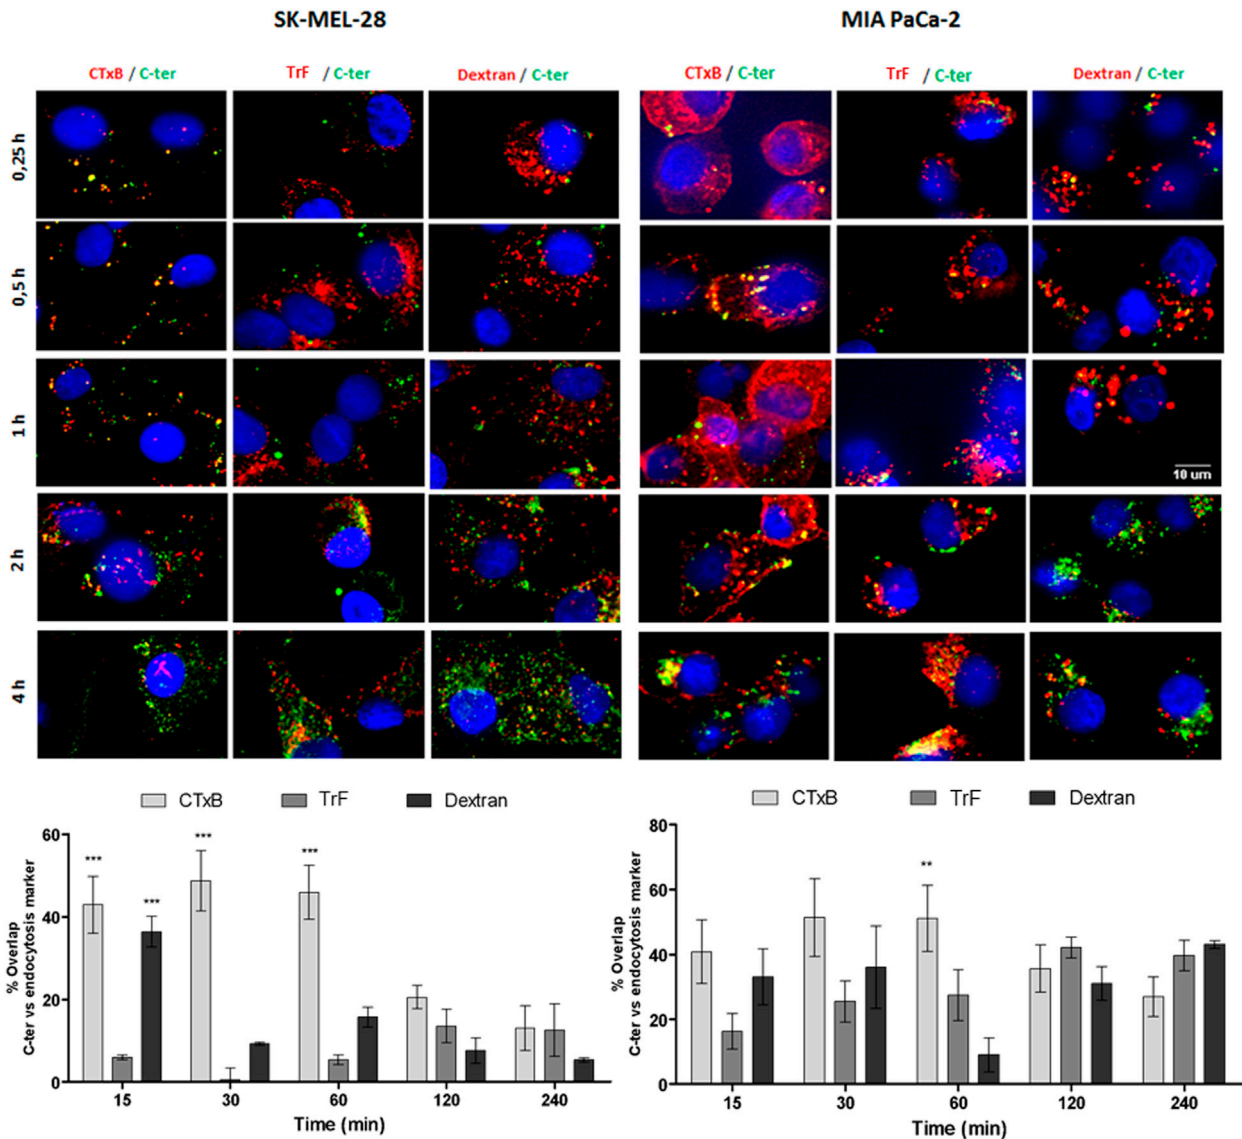 SK-MEL-28
MIA PaCa-2
CTxB / C-ter
TrF / C-ter
Dextran / C-ter
CTxB / C-ter
TrF / C-ter
Dextran / C-ter
0,25 h
0,5 h
1 h
10 um
2h
4 h
CTxB
TrF
Dextran
60
40
20
0
% Overlap
C-ter vs endocytosis marker
***
***
***
***
15
30
60
120
240
Time (min)
CTxB
TrF
Dextran
80
60
40
20
0
% Overlap
C-ter vs endocytosis marker
**
15
30
60
120
240
Time (min)